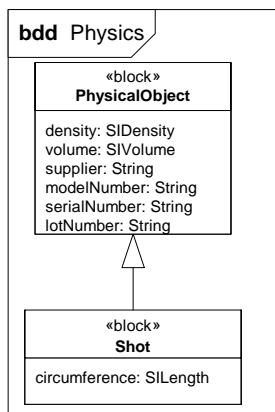 bdd Physics
«block»
PhysicalObject
density: SIDensity
volume: SIVolume
supplier: String
modelNumber: String
serialNumber: String
lotNumber: String
«block»
Shot
circumference: SILength